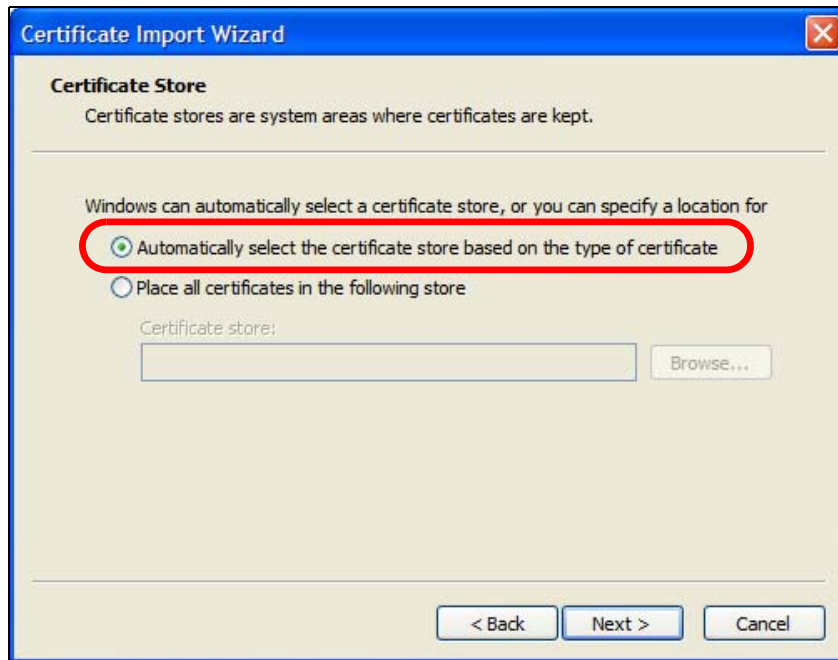 Certificate Import Wizard
Certificate Store
Certificate stores are system areas where certificates are kept.
Windows can automatically select a certificate store, or you can specify a location for
Automatically select the certificate store based on the type of certificate
Place all certificates in the following store
Certificate store:
Browse...
< Back
Next >
Cancel